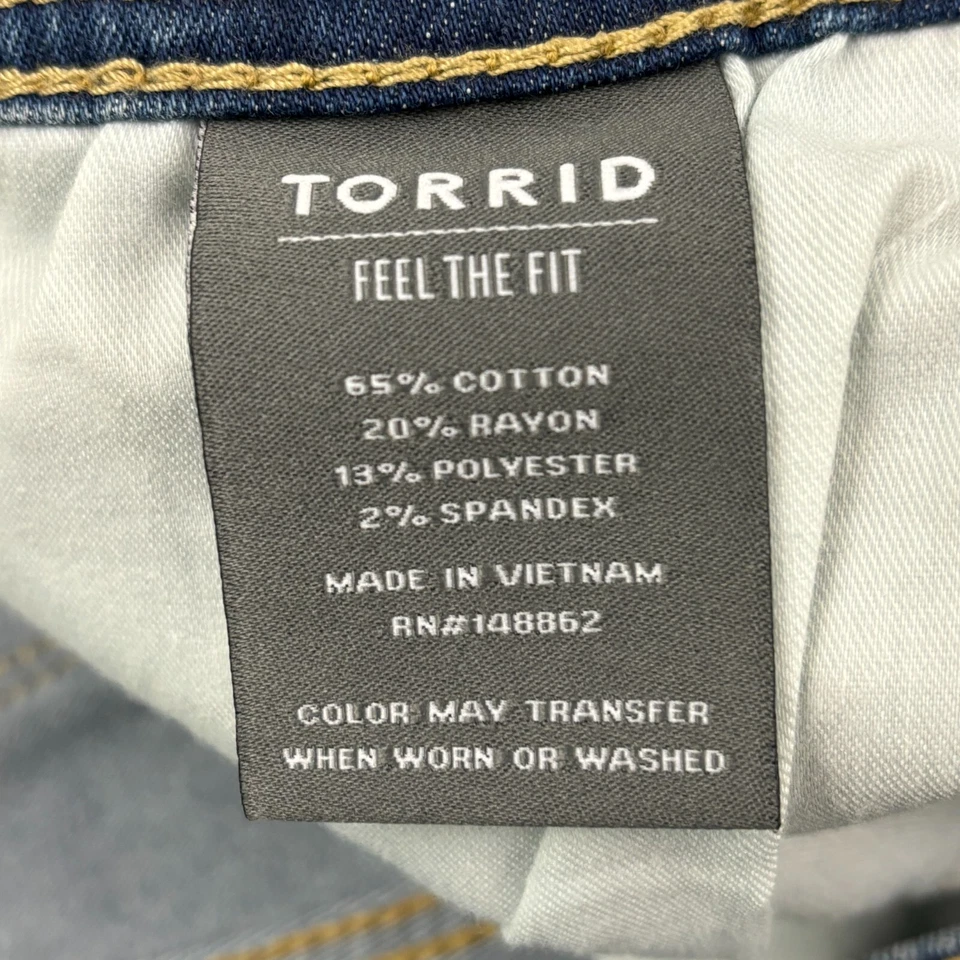 TORRID
FEEL THE FIT
65% COTTON
20% RAYON
13% POLYESTER
2% SPANDEX
MADE IN VIETNAM
RN#148862
COLOR MAY TRANSFER
WHEN WORN OR WASHED